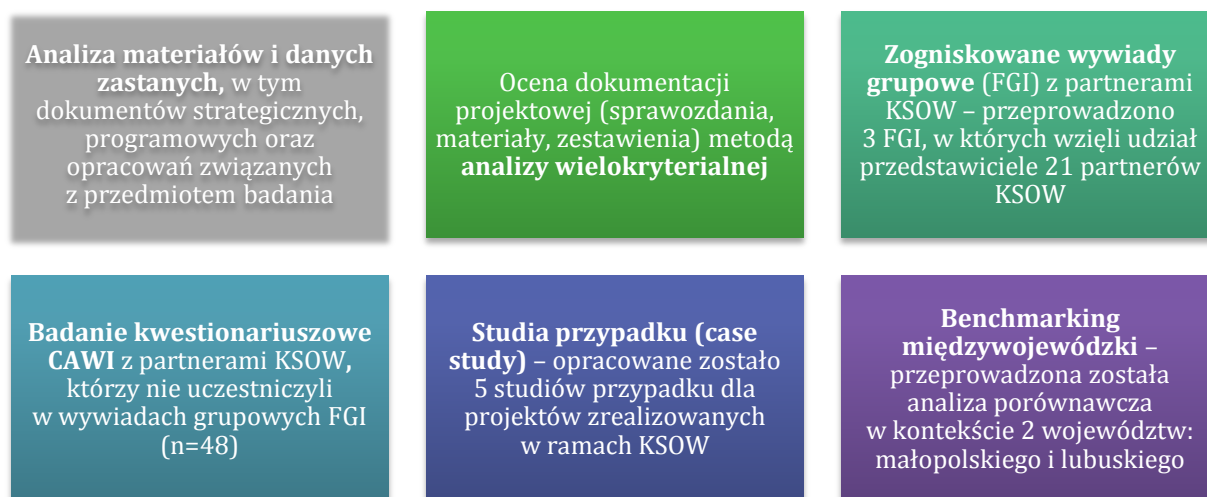 Analiza materiałów i danych
zastanych, w tym
dokumentów strategicznych,
programowych oraz
opracowań związanych
z przedmiotem badania
Ocena dokumentacji
projektowej (sprawozdania,
materiały, zestawienia) metodą
analizy wielokryterialnej
Zogniskowane wywiady
grupowe (FGI) z partnerami
KSOW – przeprowadzono
3 FGI, w których wzięli udział
przedstawiciele 21 partnerów
KSOW
Badanie kwestionariuszowe
CAWI z partnerami KSOW,
którzy nie uczestniczyli
w wywiadach grupowych FGI
(n=48)
Studia przypadku (case
study) – opracowane zostało
5 studiów przypadku dla
projektów zrealizowanych
w ramach KSOW
Benchmarking
międzywojewódzki –
przeprowadzona została
analiza porównawcza
w kontekście 2 województw:
małopolskiego i lubuskiego